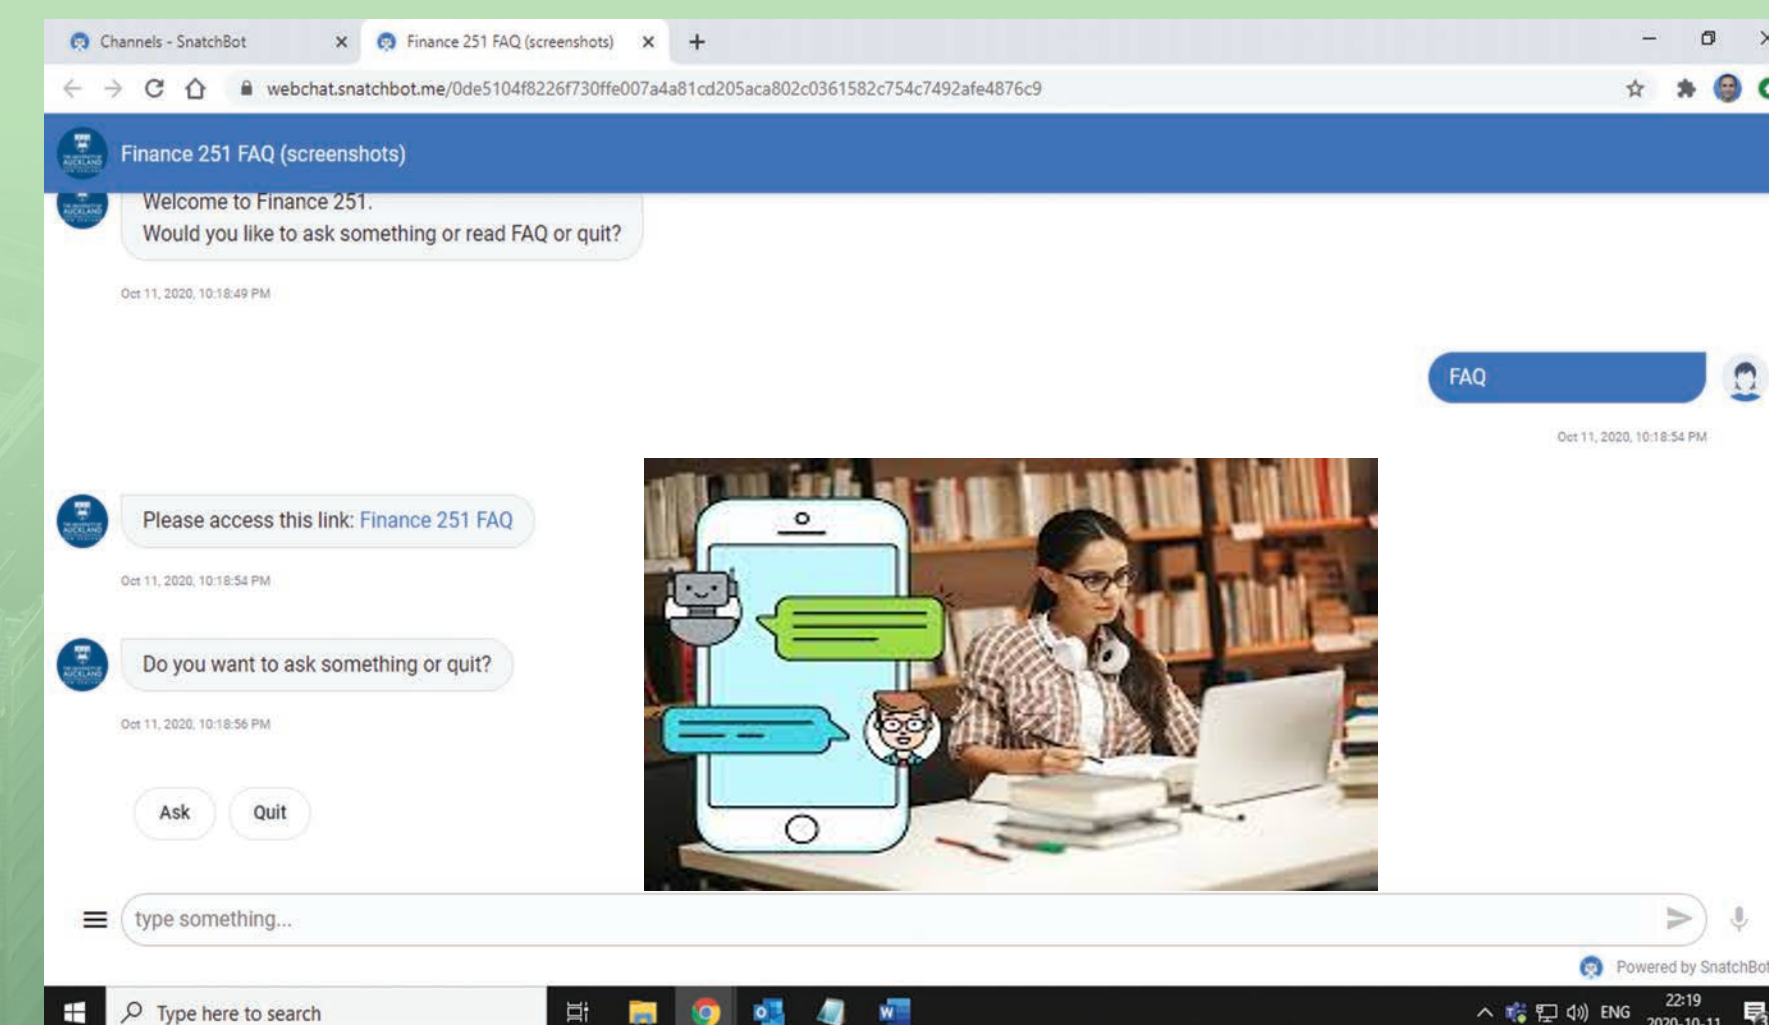 Channels - SnatchBot
Finance 251 FAQ (screenshots)
webchat.snatchbot.me/0de5104f8226f730ffe007a4a81cd205aca802c0361582c754c7492afe4876c9
Finance 251 FAQ (screenshots)
Welcome to Finance 251.
Would you like to ask something or read FAQ or quit?
Oct 11, 2020, 10:18:49 PM
FAQ
Oct 11, 2020, 10:18:54 PM
Please access this link: Finance 251 FAQ
Oct 11, 2020, 10:18:54 PM
Do you want to ask something or quit?
Oct 11, 2020, 10:18:56 PM
Ask
Quit
type something...
Powered by SnatchBot
Type here to search
ENG
22:19
2020-10-11